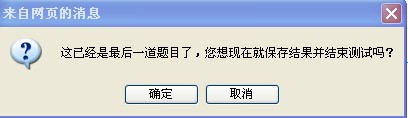 来自网页的消息
这已经是最后一道题目了，您想现在就保存结果并结束测试吗？
确定
取消